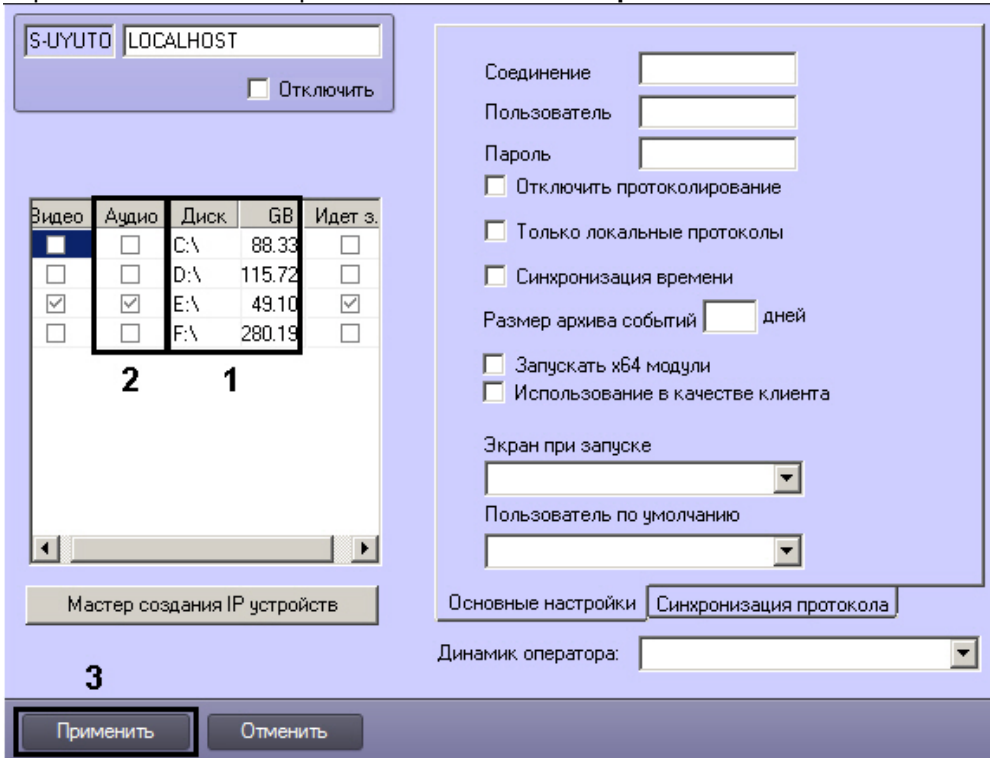 S-UYUTO LOCALHOST
Отключить
Соединение
Пользователь
Пароль
Отключить протоколирование
Только локальные протоколы
Синхронизация времени
Размер архива событий дней
Запускать x64 модули
Использование в качестве клиента
Экран при запуске
Пользователь по умолчанию
Основные настройки Синхронизация протокола
Динамик оператора:
Видео Аудио Диск GB Идет з.
C:\ 88.33
D:\ 115.72
E:\ 49.10
F:\ 280.19
2 1
Мастер создания IP устройств
3
Применить Отменить